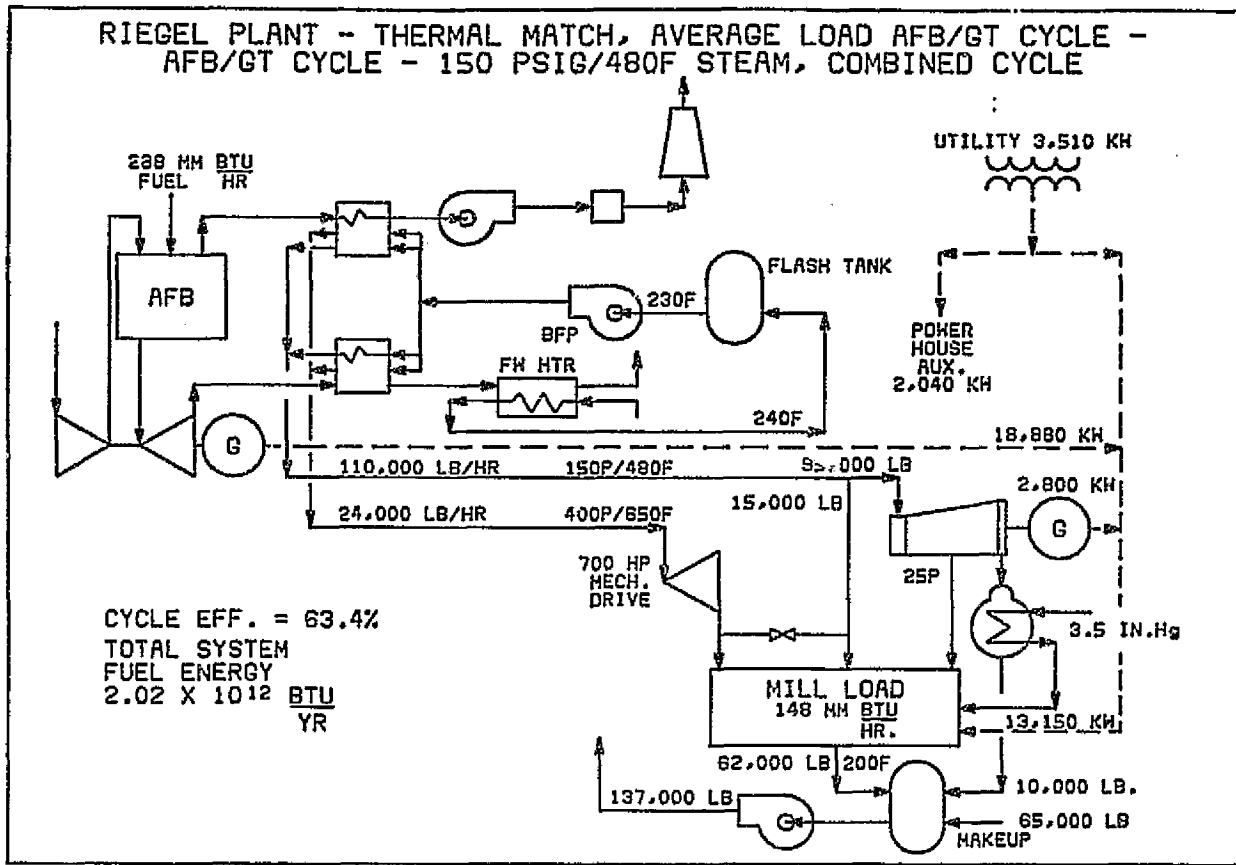 RIEGEL PLANT - THERMAL MATCH, AVERAGE LOAD AFB/GT CYCLE -
AFB/GT CYCLE - 150 PSIG/480F STEAM, COMBINED CYCLE
UTILITY 3,510 KW
MM BTU
FUEL HR
AFB
FLASH TANK
230F
BFP
POWER
HOUSE
AUX.
2,040 KW
FW HTR
240F
G
18,880 KW
110,000 LB/HR 150P/480F LB
2,800 KW
15,000 LB
24,000 LB/HR 400P/650F
G
700 HP
MECH.
DRIVE
25P
3.5 IN.Hg
CYCLE EFF. = 63.4%
TOTAL SYSTEM
FUEL ENERGY
2.02 X 10¹² BTU
YR
MILL LOAD
148 MM BTU
HR.
13,150 KW
62,000 LB 200F
137,000 LB
10,000 LB.
65,000 LB
MAKEUP